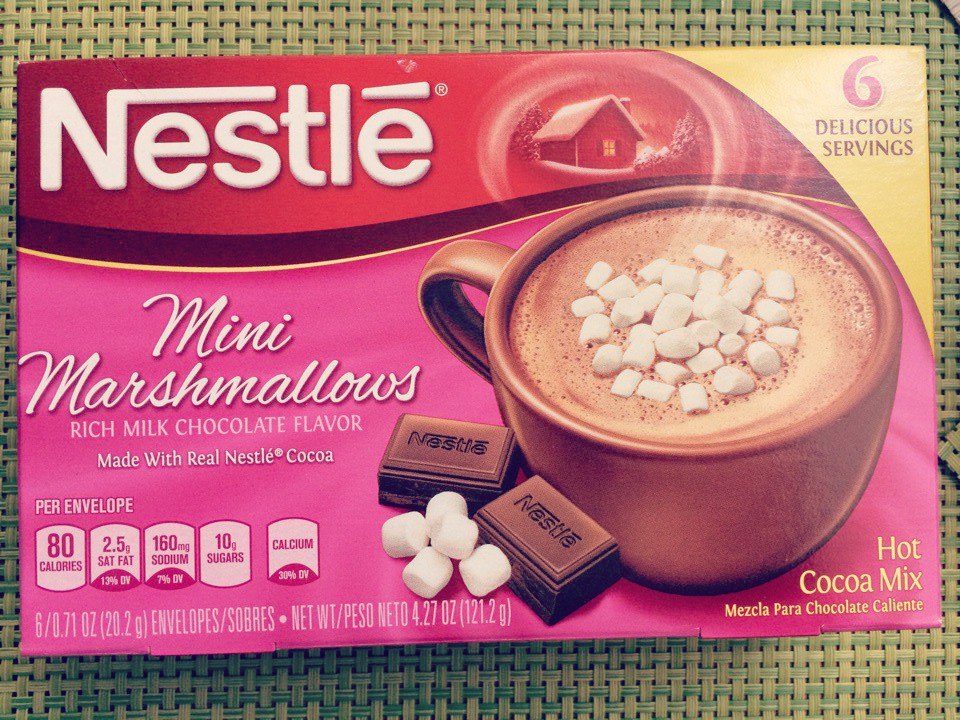 Nestlé®
6
DELICIOUS
SERVINGS
Mini
Marshmallows
RICH MILK CHOCOLATE FLAVOR
Made With Real Nestlé® Cocoa
Nestlé
Nestlé
PER ENVELOPE
80
CALORIES
2.5g
SAT FAT
13% DV
160mg
SODIUM
7% DV
10g
SUGARS
CALCIUM
30% DV
Hot
Cocoa Mix
Mezcla Para Chocolate Caliente
6/0.71 OZ (20.2 g) ENVELOPES/SOBRES • NET WT/PESO NETO 4.27 OZ (121.2 g)